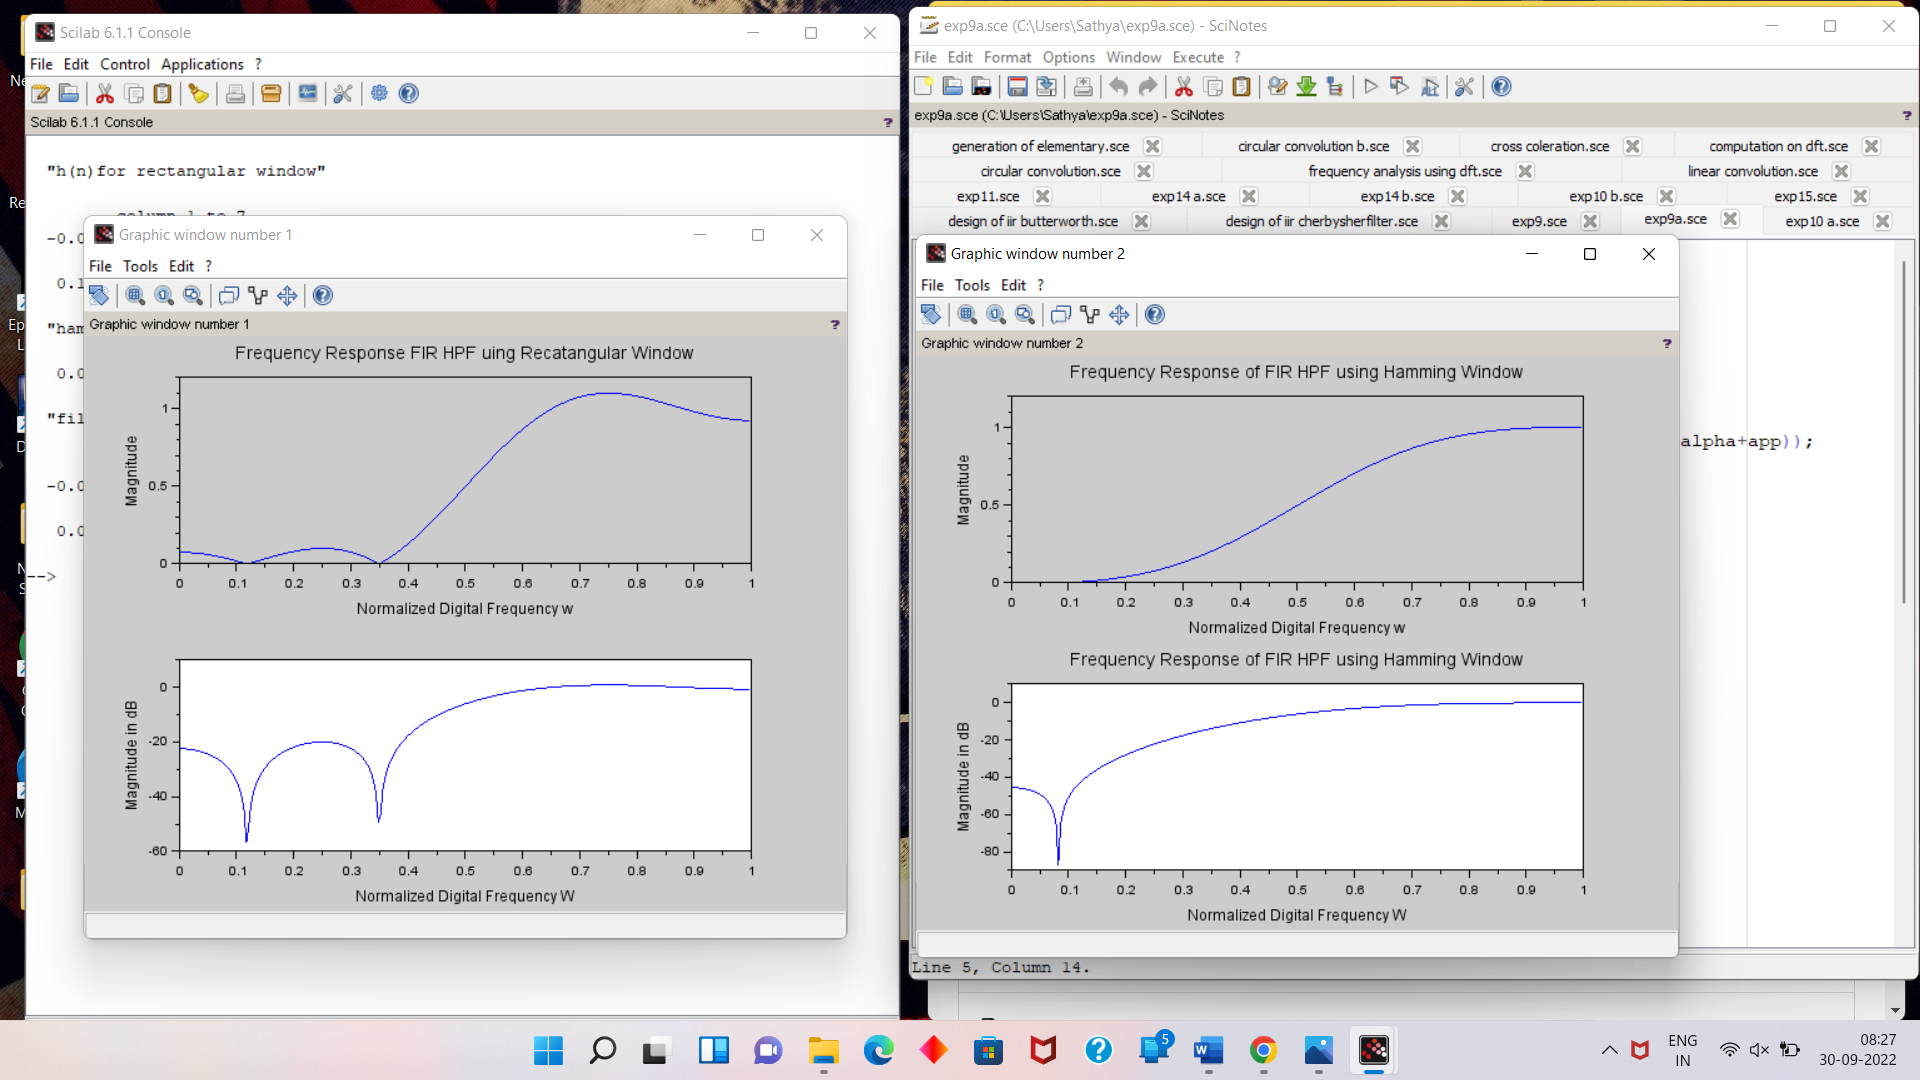 Scilab 6.1.1 Console
File Edit Control Applications ?
Scilab 6.1.1 Console ?
"h(n)for rectangular window"
column 1 to 7
-0.0
0.1
"ham
0.0
"fil
-0.0
0.0
-->
Graphic window number 1
File Tools Edit ?
Graphic window number 1 ?
Frequency Response FIR HPF uing Recatangular Window
Magnitude
1
0.5
0
0 0.1 0.2 0.3 0.4 0.5 0.6 0.7 0.8 0.9 1
Normalized Digital Frequency w
Magnitude in dB
0
-20
-40
-60
0 0.1 0.2 0.3 0.4 0.5 0.6 0.7 0.8 0.9 1
Normalized Digital Frequency W
exp9a.sce (C:\Users\Sathya\exp9a.sce) - SciNotes
File Edit Format Options Window Execute ?
exp9a.sce (C:\Users\Sathya\exp9a.sce) - SciNotes ?
generation of elementary.sce circular convolution b.sce cross coleration.sce computation on dft.sce
circular convolution.sce frequency analysis using dft.sce linear convolution.sce
exp11.sce exp14 a.sce exp14 b.sce exp10 b.sce exp15.sce
design of iir butterworth.sce design of iir cherbysherfilter.sce exp9.sce exp9a.sce exp10 a.sce
alpha+app));
Graphic window number 2
File Tools Edit ?
Graphic window number 2 ?
Frequency Response of FIR HPF using Hamming Window
Magnitude
1
0.5
0
0 0.1 0.2 0.3 0.4 0.5 0.6 0.7 0.8 0.9 1
Normalized Digital Frequency w
Frequency Response of FIR HPF using Hamming Window
Magnitude in dB
0
-20
-40
-60
-80
0 0.1 0.2 0.3 0.4 0.5 0.6 0.7 0.8 0.9 1
Normalized Digital Frequency W
Line 5, Column 14.
5
ENG
IN
08:27
30-09-2022